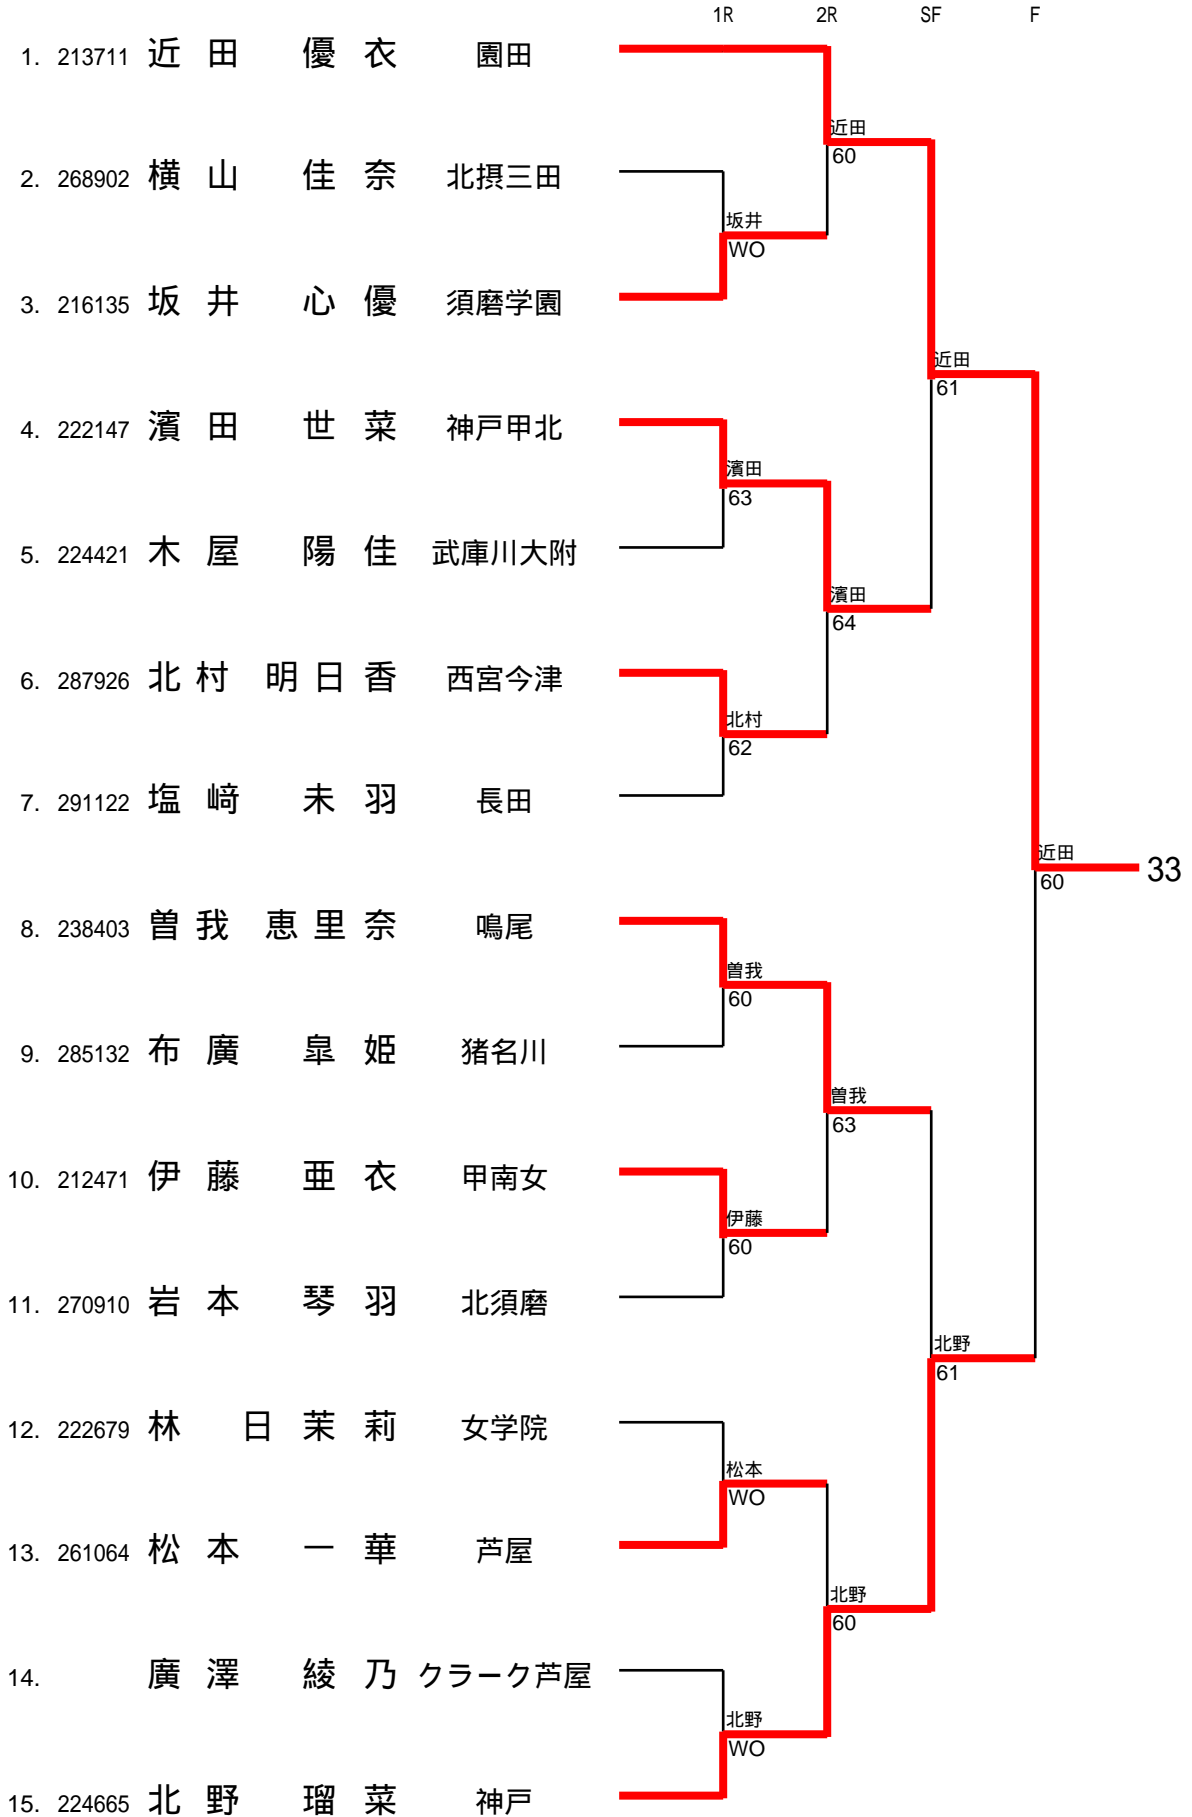 1R 2R SF F
1. 213711 近田 優衣 園田
近田
60
2. 268902 横山 佳奈 北摂三田
坂井
WO
3. 216135 坂井 心優 須磨学園
近田
61
4. 222147 濱田 世菜 神戸甲北
濱田
63
5. 224421 木屋 陽佳 武庫川大附
濱田
64
6. 287926 北村 明日香 西宮今津
北村
62
7. 291122 塩﨑 未羽 長田
近田
60 33
8. 238403 曽我 恵里奈 鳴尾
曽我
60
9. 285132 布廣 皐姫 猪名川
曽我
63
10. 212471 伊藤 亜衣 甲南女
伊藤
60
11. 270910 岩本 琴羽 北須磨
北野
61
12. 222679 林 日茉莉 女学院
松本
WO
13. 261064 松本 一華 芦屋
北野
60
14. 廣澤 綾乃 クラーク芦屋
北野
WO
15. 224665 北野 瑠菜 神戸